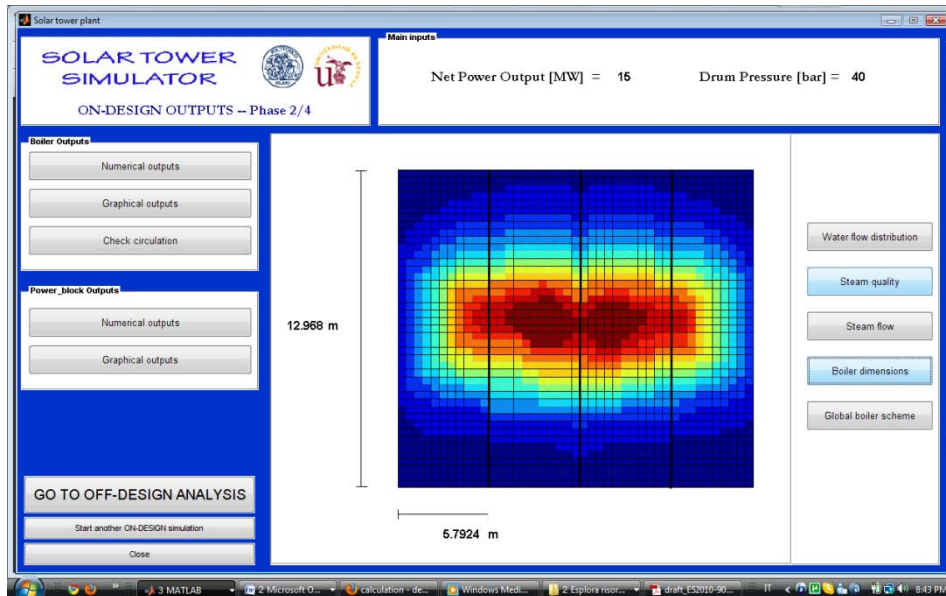 Solar tower plant
SOLAR TOWER
SIMULATOR
ON-DESIGN OUTPUTS -- Phase 2/4
Main inputs
Net Power Output [MW] = 15
Drum Pressure [bar] = 40
Boiler Outputs
Numerical outputs
Graphical outputs
Check circulation
Power_block Outputs
Numerical outputs
Graphical outputs
GO TO OFF-DESIGN ANALYSIS
Start another ON-DESIGN simulation
Close
12.968 m
5.7924 m
Water flow distribution
Steam quality
Steam flow
Boiler dimensions
Global boiler scheme
3 MATLAB
2 Microsoft O...
calculation - de...
Windows Medi...
2 Esplora risor...
draft_ES2010-90...
IT
8:43 PM